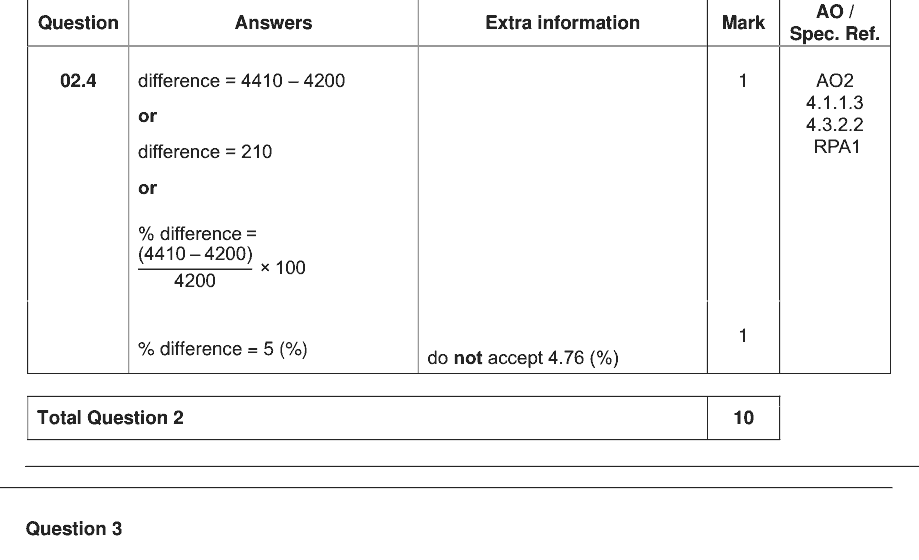 Question Answers Extra information Mark AO /
Spec. Ref.
02.4 difference = 4410 – 4200 1 AO2
4.1.1.3
or
4.3.2.2
difference = 210 RPA1
or
% difference =
(4410 – 4200)
4200
× 100
% difference = 5 (%) do not accept 4.76 (%) 1
Total Question 2 10
Question 3